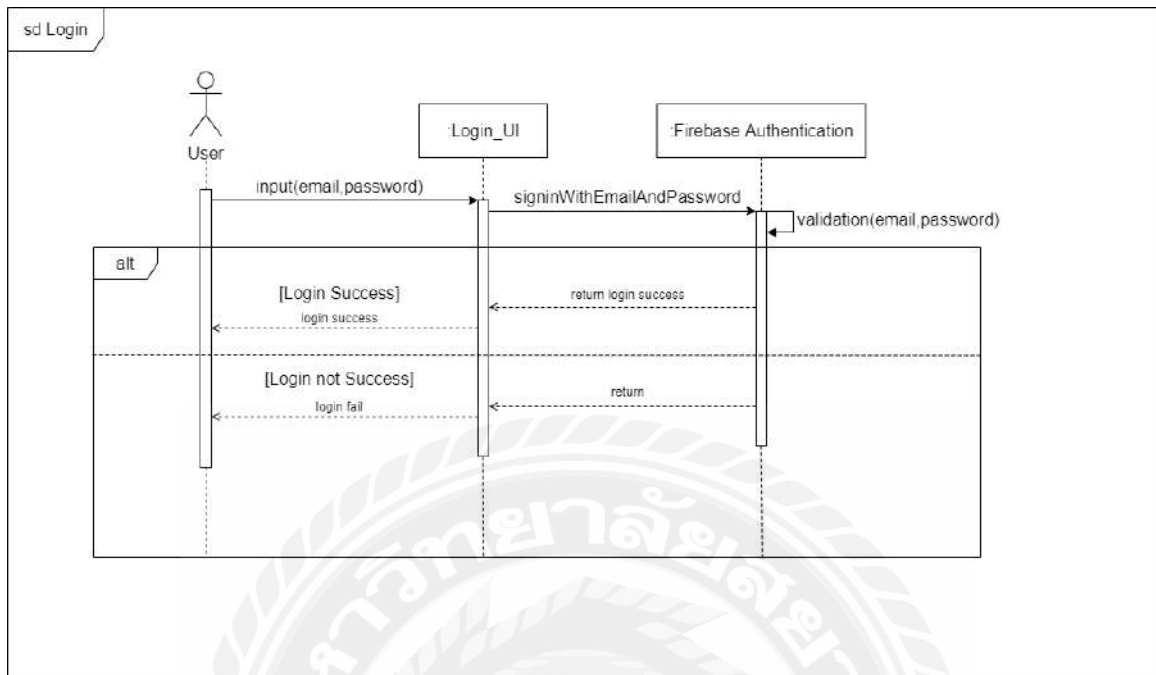 sd Login
User
:Login_UI
:Firebase Authentication
input(email,password)
signinWithEmailAndPassword
validation(email,password)
alt
[Login Success]
return login success
login success
[Login not Success]
return
login fail